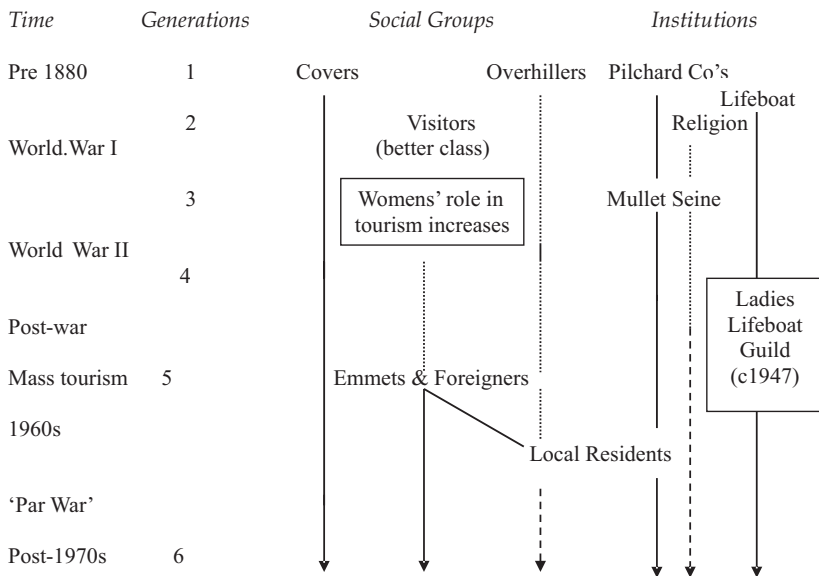 Time Generations Social Groups Institutions
Pre 1880 1 Covers Overhillers Pilchard Co's
Lifeboat
2 Visitors Religion
World.War I (better class)
3 Womens' role in Mullet Seine
tourism increases
World War II
4
Ladies
Post-war Lifeboat
Guild
Mass tourism 5 Emmets & Foreigners (c1947)
1960s
Local Residents
'Par War'
Post-1970s 6